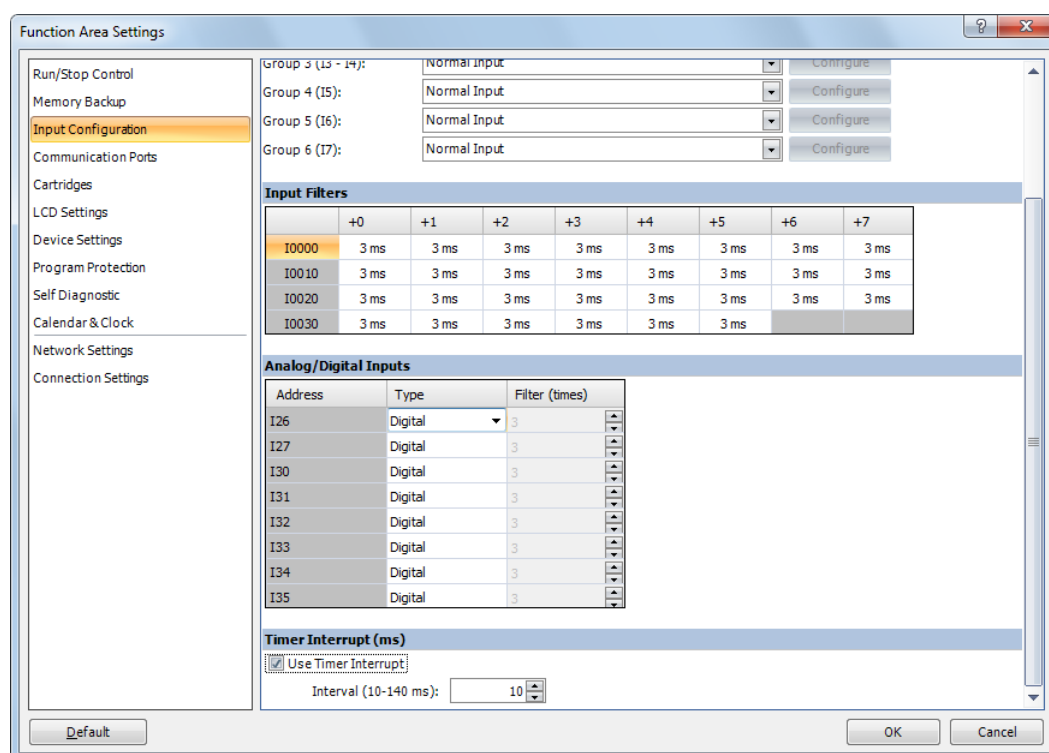 Function Area Settings
?
X
Run/Stop Control
Memory Backup
Input Configuration
Communication Ports
Cartridges
LCD Settings
Device Settings
Program Protection
Self Diagnostic
Calendar & Clock
Network Settings
Connection Settings
Group 3 (I3 - I4): Normal Input Configure
Group 4 (I5): Normal Input Configure
Group 5 (I6): Normal Input Configure
Group 6 (I7): Normal Input Configure
Input Filters
+0 +1 +2 +3 +4 +5 +6 +7
I0000 3 ms 3 ms 3 ms 3 ms 3 ms 3 ms 3 ms 3 ms
I0010 3 ms 3 ms 3 ms 3 ms 3 ms 3 ms 3 ms 3 ms
I0020 3 ms 3 ms 3 ms 3 ms 3 ms 3 ms 3 ms 3 ms
I0030 3 ms 3 ms 3 ms 3 ms 3 ms 3 ms
Analog/Digital Inputs
Address Type Filter (times)
I26 Digital 3
I27 Digital 3
I30 Digital 3
I31 Digital 3
I32 Digital 3
I33 Digital 3
I34 Digital 3
I35 Digital 3
Timer Interrupt (ms)
Use Timer Interrupt
Interval (10-140 ms): 10
Default
OK
Cancel